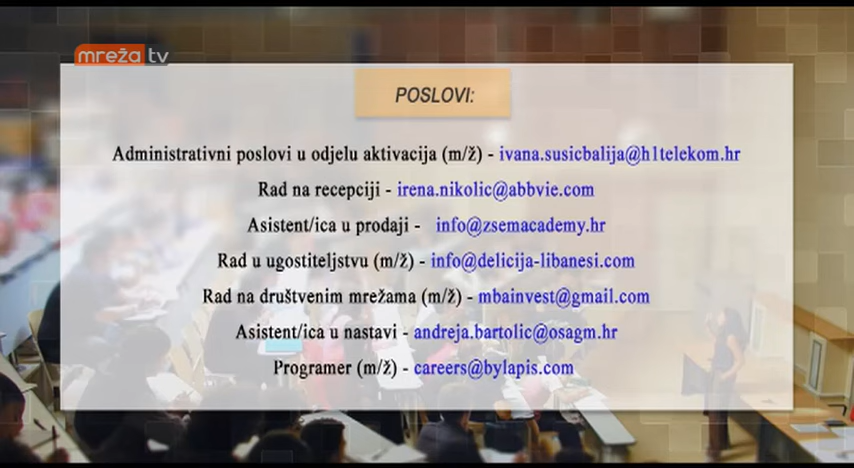 mreža tv
POSLOVI:
Administrativni poslovi u odjelu aktivacija (m/ž) - ivana.susicbalija@h1telekom.hr
Rad na recepciji - irena.nikolic@abbvie.com
Asistent/ica u prodaji - info@zsemacademy.hr
Rad u ugostiteljstvu (m/ž) - info@delicija-libanesi.com
Rad na društvenim mrežama (m/ž) - mbainvest@gmail.com
Asistent/ica u nastavi - andreja.bartolic@osagm.hr
Programer (m/ž) - careers@bylapis.com